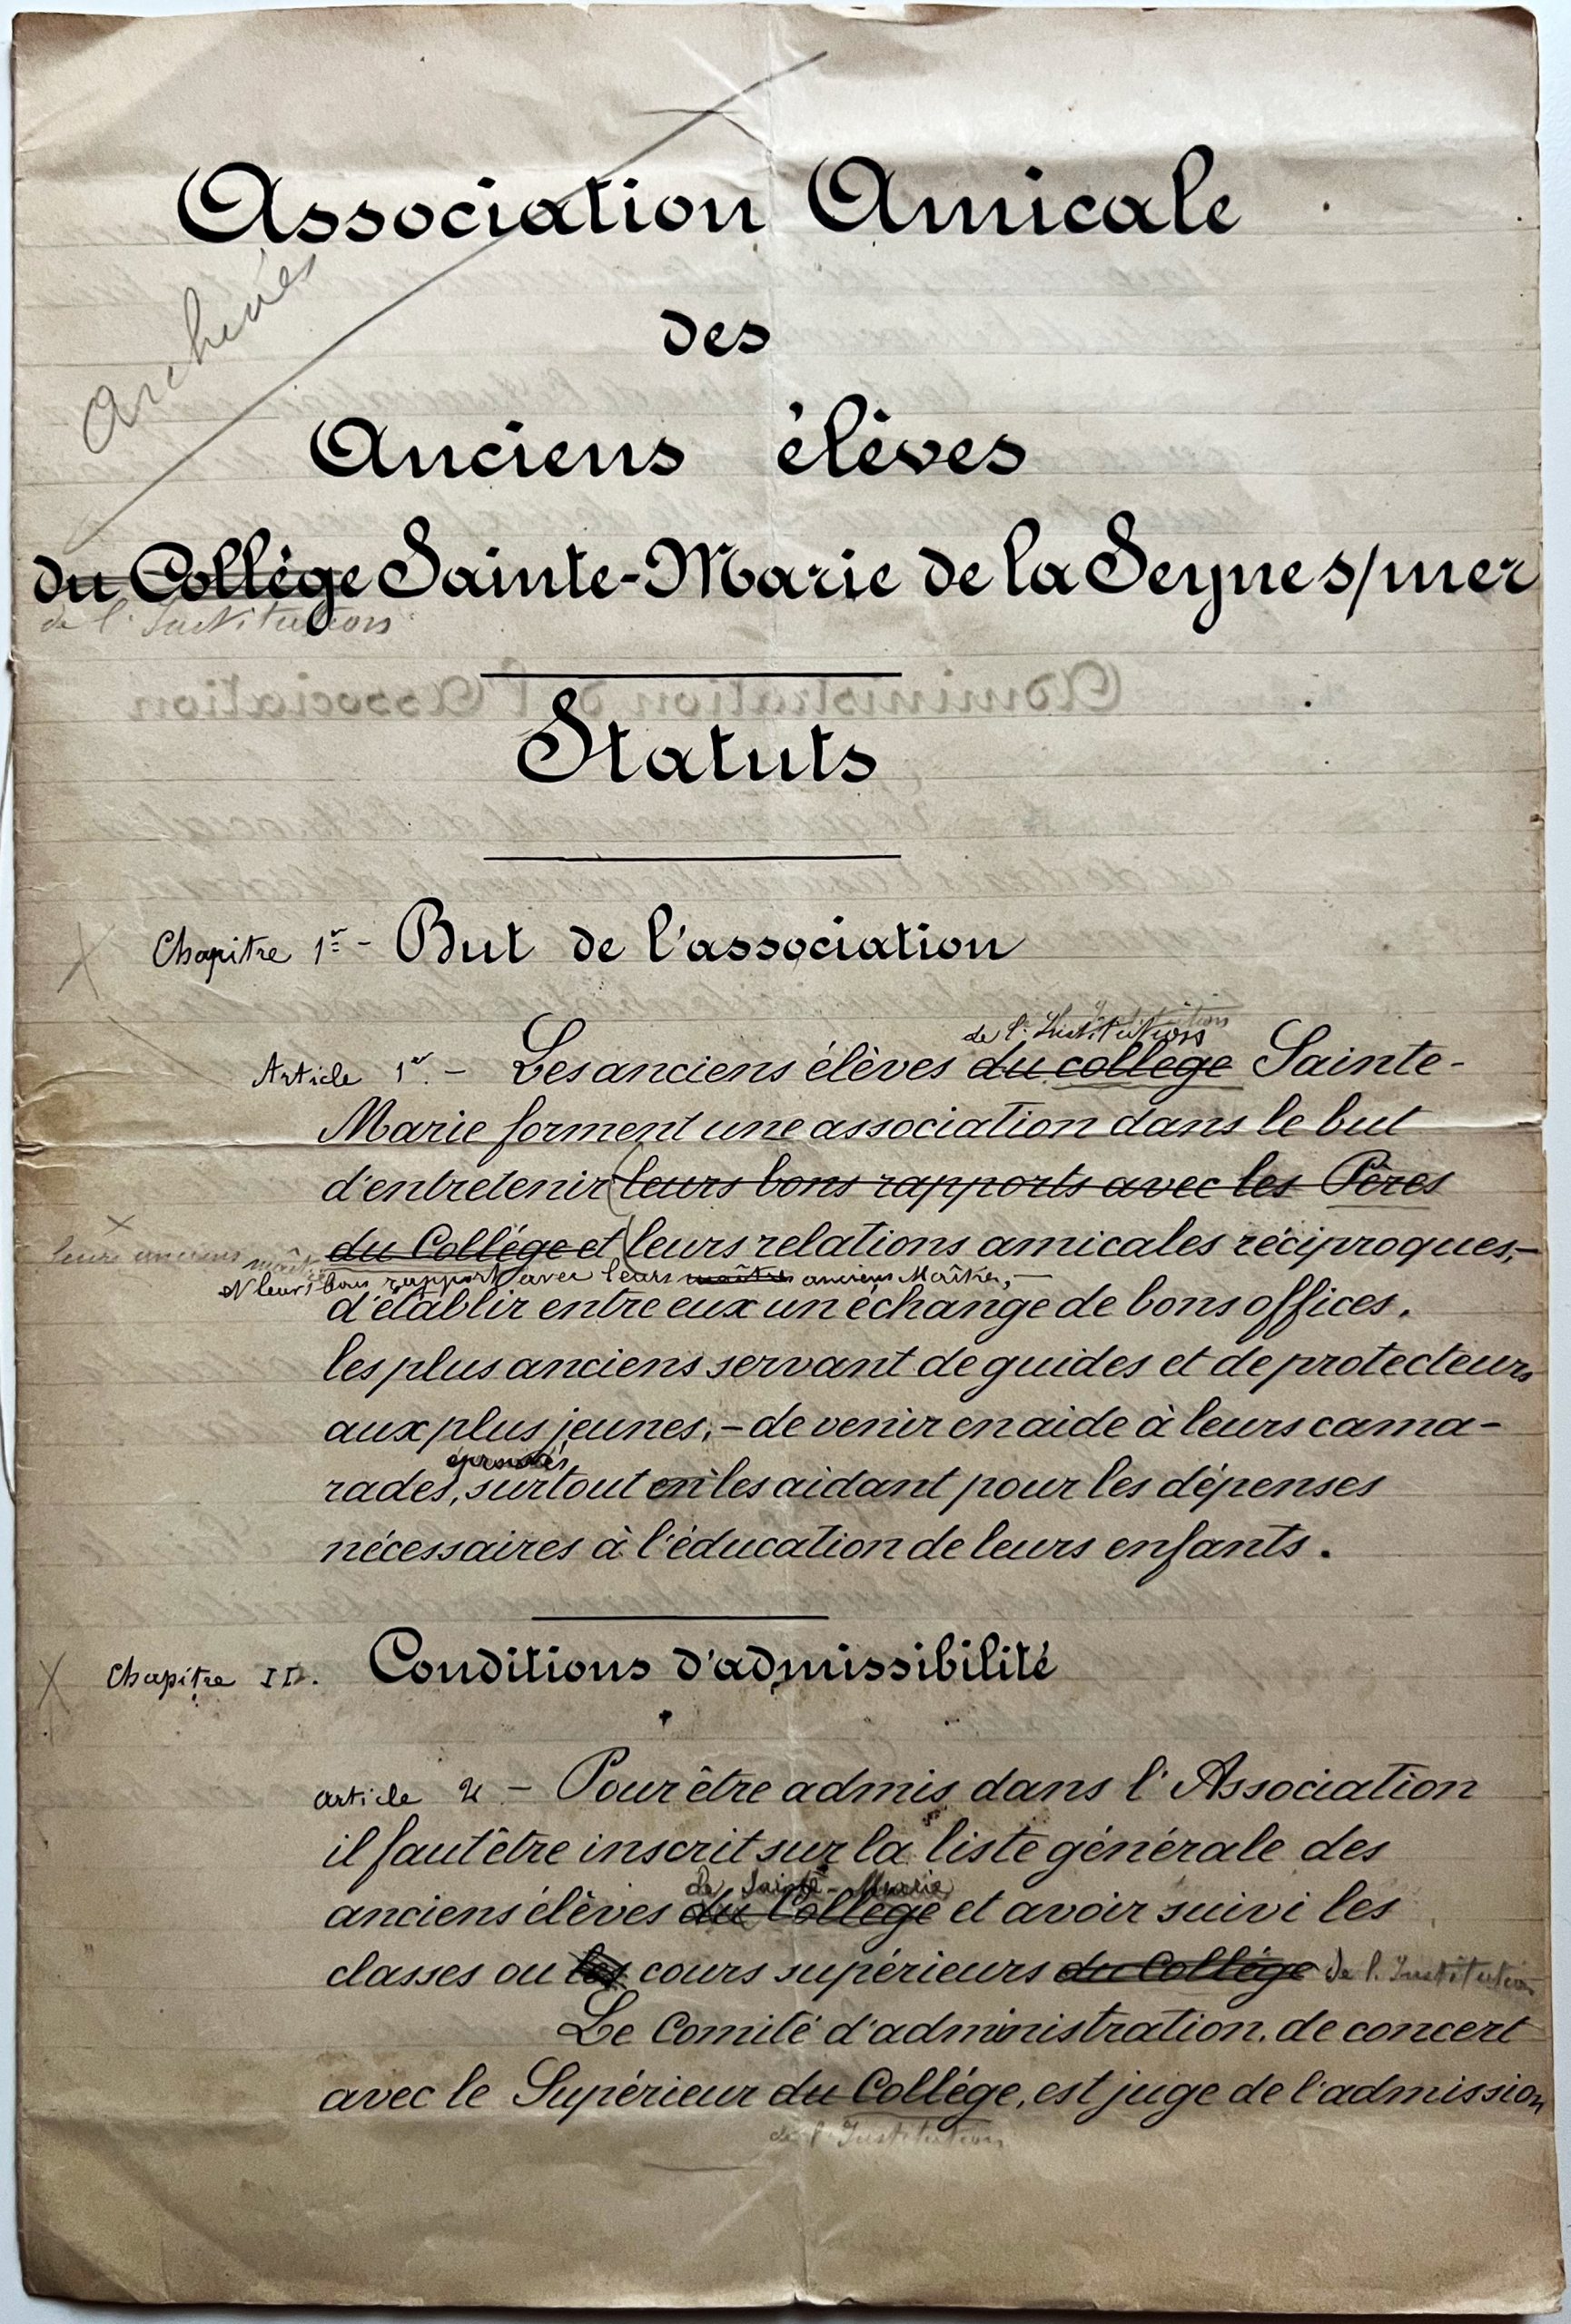 Association Amicale
des
Archives
Anciens élèves
du Collège Sainte-Marie de la Seyne s/mer
de l'Institution
Statuts
Chapitre 1er - But de l'association
de l'Institution
Article 1er. - Les anciens élèves du collège Sainte-
Marie forment une association dans le but
d'entretenir (leurs bons rapports avec les Pères
du Collège et) leurs relations amicales réciproques,-
leurs anciens maîtres
et leurs bons rapports avec leurs maîtres anciens Maîtres,-
d'établir entre eux un échange de bons offices.
les plus anciens servant de guides et de protecteurs
aux plus jeunes;- de venir en aide à leurs cama-
éprouvés
rades, surtout en les aidant pour les dépenses
nécessaires à l'éducation de leurs enfants.
Chapitre II. Conditions d'admissibilité
article 2 - Pour être admis dans l'Association
il faut être inscrit sur la liste générale des
de Sainte-Marie
anciens élèves du Collège et avoir suivi les
classes ou les cours supérieurs du Collège de l'Institution
Le Comité d'administration, de concert
avec le Supérieur du Collège, est juge de l'admission
de l'Institution